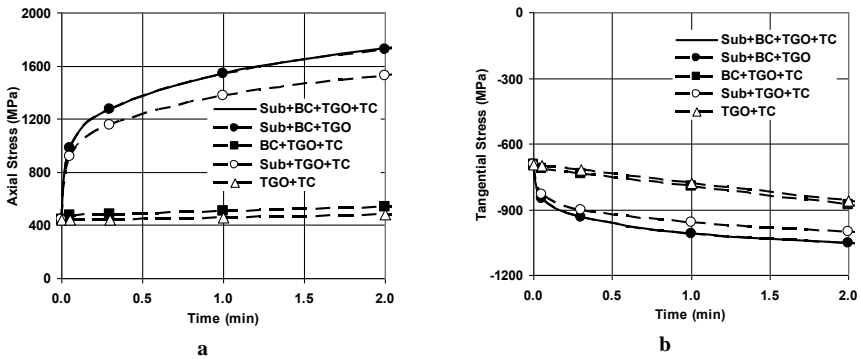 2000
1600
1200
800
400
0
Axial Stress (MPa)
Sub+BC+TGO+TC
Sub+BC+TGO
BC+TGO+TC
Sub+TGO+TC
TGO+TC
0.0 0.5 1.0 1.5 2.0
Time (min)
a
0
-300
-600
-900
-1200
Tangential Stress (MPa)
Sub+BC+TGO+TC
Sub+BC+TGO
BC+TGO+TC
Sub+TGO+TC
TGO+TC
0.0 0.5 1.0 1.5 2.0
Time (min)
b